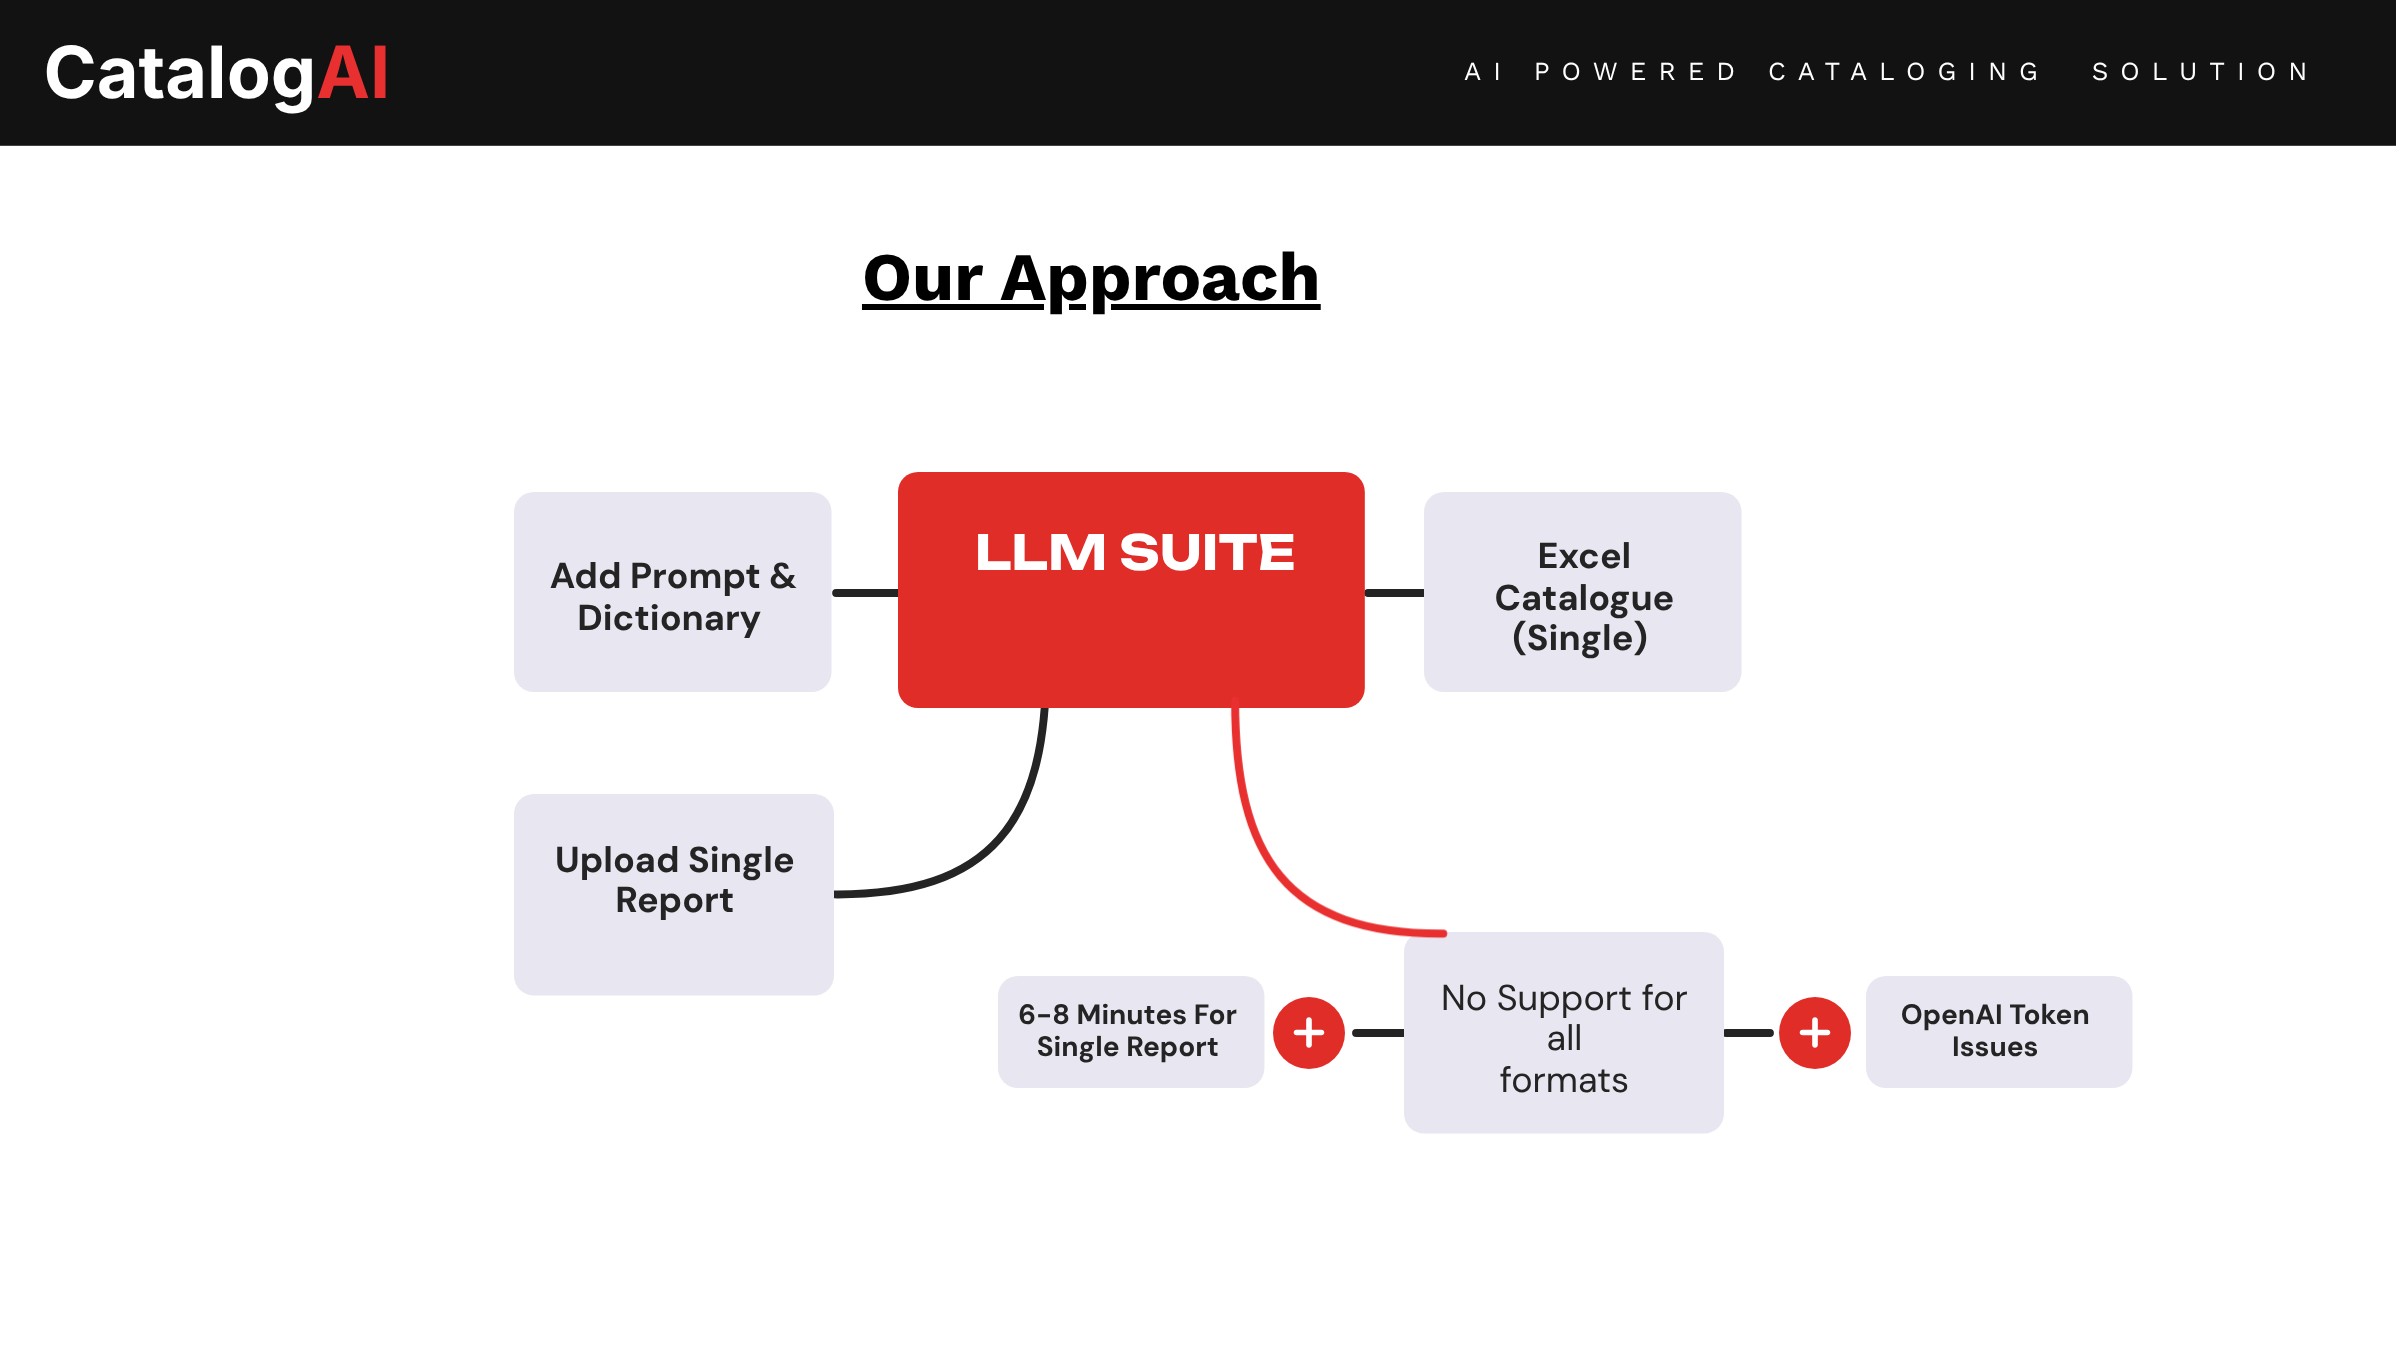 CatalogAI
AI POWERED CATALOGING SOLUTION
Our Approach
Add Prompt &
Dictionary
LLM SUITE
Excel
Catalogue
(Single)
Upload Single
Report
6-8 Minutes For
Single Report
+
No Support for
all
formats
+
OpenAI Token
Issues